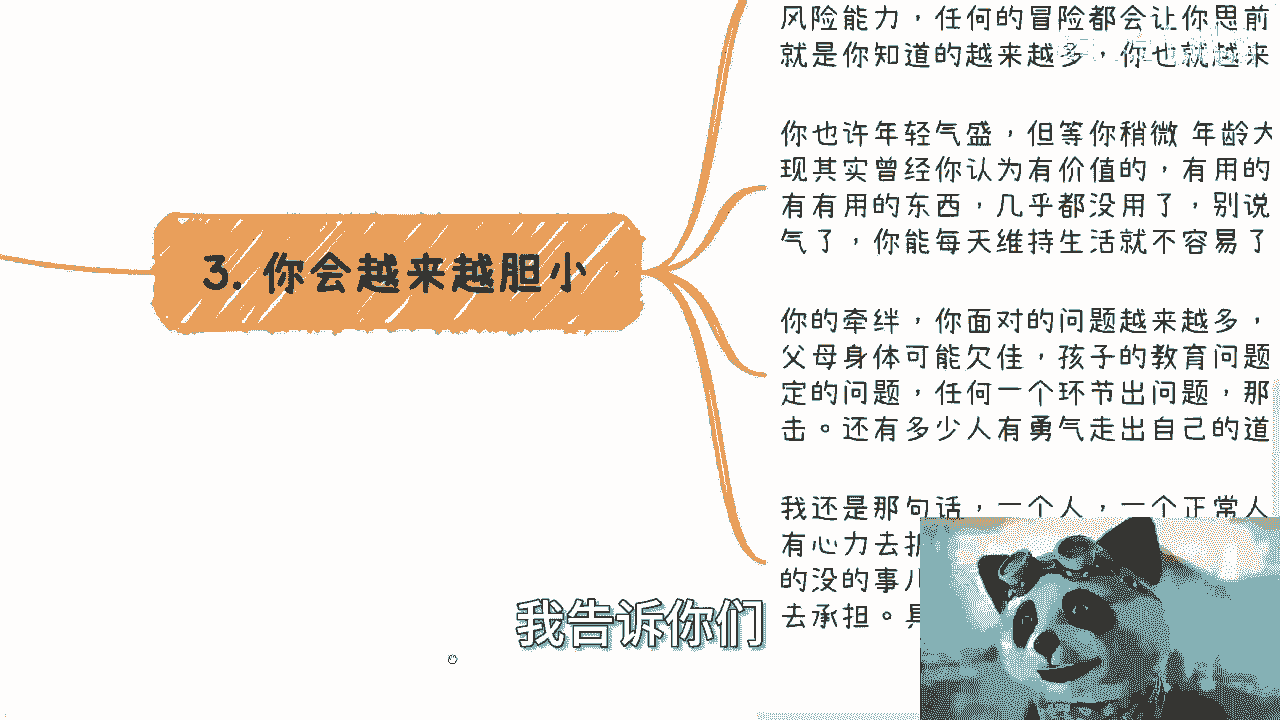 风险能力，任何的冒险都会让你思前
就是你知道的越来越多，你也就越来
你也许年轻气盛，但等你稍微 年龄大
现其实曾经你认为有价值的，有用的
有有用的东西，几乎都没用了，别说
气了，你能每天维持生活就不容易了
3. 你会越来越胆小
你的牵绊，你面对的问题越来越多，
父母身体可能欠佳，孩子的教育问题
定的问题，任何一个环节出问题，那
击。还有多少人有勇气走出自己的道
我还是那句话，一个人，一个正常人
有心力去
的没的事儿
去承担。
我告诉你们